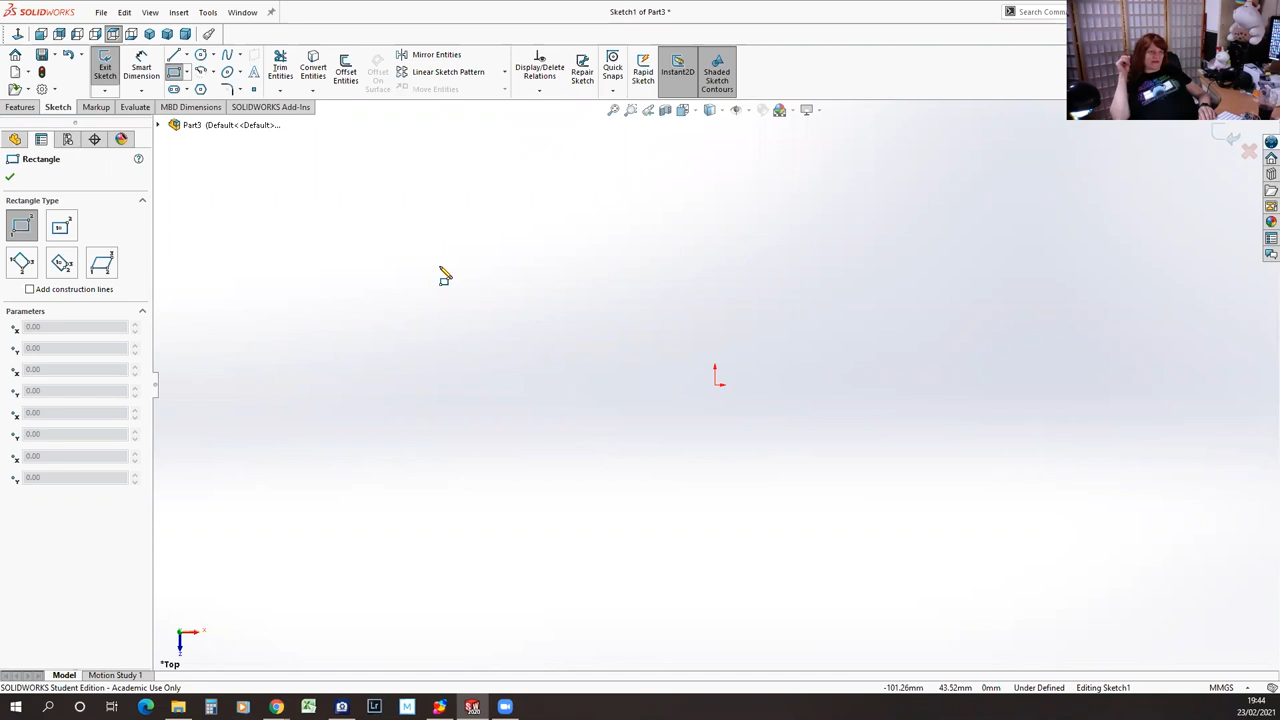 SOLIDWORKS
File
Edit
View
Insert
Tools
Window
Sketch1 of Part3 *
Search Comm
Exit Sketch
Smart Dimension
Trim Entities
Convert Entities
Offset Entities
Offset On Surface
Mirror Entities
Linear Sketch Pattern
Move Entities
Display/Delete Relations
Repair Sketch
Quick Snaps
Rapid Sketch
Instant2D
Shaded Sketch Contours
Features
Sketch
Markup
Evaluate
MBD Dimensions
SOLIDWORKS Add-Ins
Part3 (Default<<Default>...
Rectangle
Rectangle Type
Add construction lines
Parameters
0.00
0.00
0.00
0.00
0.00
0.00
0.00
0.00
*Top
Model
Motion Study 1
SOLIDWORKS Student Edition - Academic Use Only
-101.26mm
43.52mm
0mm
Under Defined
Editing Sketch1
MMGS
19:44
23/02/2021